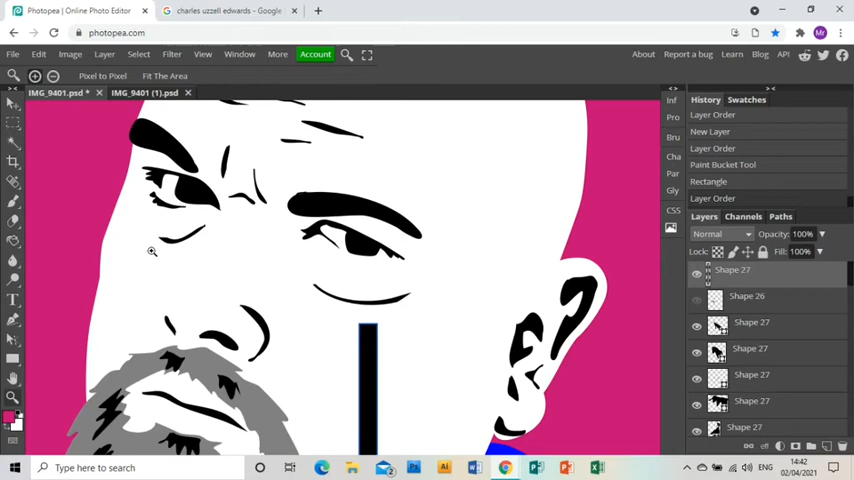 Photopea | Online Photo Editor
charles uzzell edwards - Google
photopea.com
Mr
File Edit Image Layer Select Filter View Window More Account
About Report a bug Learn Blog API
Pixel to Pixel Fit The Area
IMG_9401.psd *
IMG_9401 (1).psd
Inf
Pro
Bru
Cha
Par
Gly
CSS
History Swatches
Layer Order
New Layer
Layer Order
Paint Bucket Tool
Rectangle
Layer Order
Layers Channels Paths
Normal Opacity: 100%
Lock: Fill: 100%
Shape 27
Shape 26
Shape 27
Shape 27
Shape 27
Shape 27
Shape 27
eff
Type here to search
ENG
14:42
02/04/2021